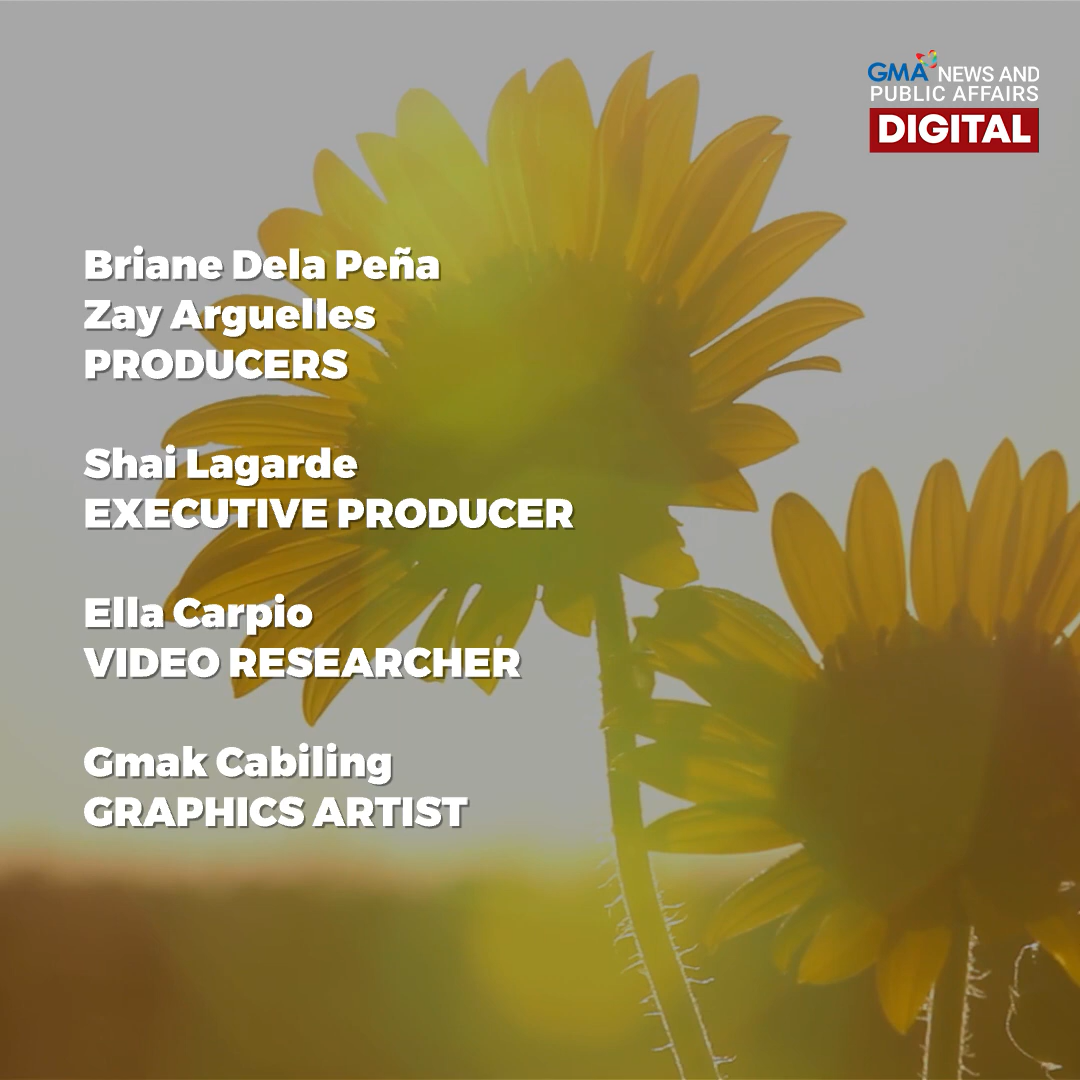 GMA NEWS AND
PUBLIC AFFAIRS
DIGITAL
Briane Dela Peña
Zay Arguelles
PRODUCERS
Shai Lagarde
EXECUTIVE PRODUCER
Ella Carpio
VIDEO RESEARCHER
Gmak Cabiling
GRAPHICS ARTIST